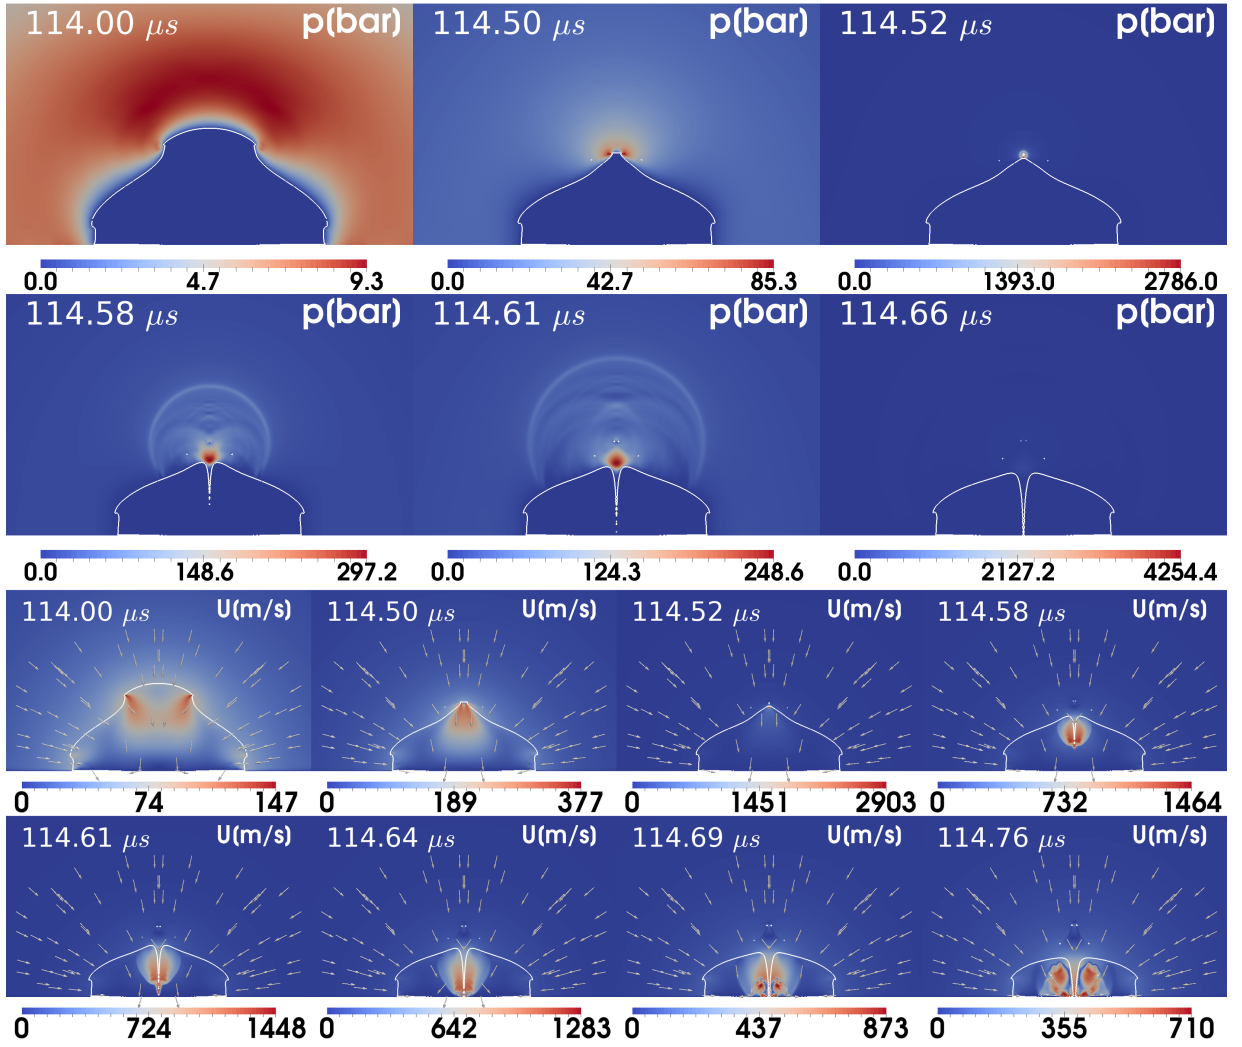 114.00 μs p(bar) 114.50 μs p(bar) 114.52 μs p(bar)
0.0 4.7 9.3 0.0 42.7 85.3 0.0 1393.0 2786.0
114.58 μs p(bar) 114.61 μs p(bar) 114.66 μs p(bar)
0.0 148.6 297.2 0.0 124.3 248.6 0.0 2127.2 4254.4
114.00 μs U(m/s) 114.50 μs U(m/s) 114.52 μs U(m/s) 114.58 μs U(m/s)
0 74 147 0 189 377 0 1451 2903 0 732 1464
114.61 μs U(m/s) 114.64 μs U(m/s) 114.69 μs U(m/s) 114.76 μs U(m/s)
0 724 1448 0 642 1283 0 437 873 0 355 710